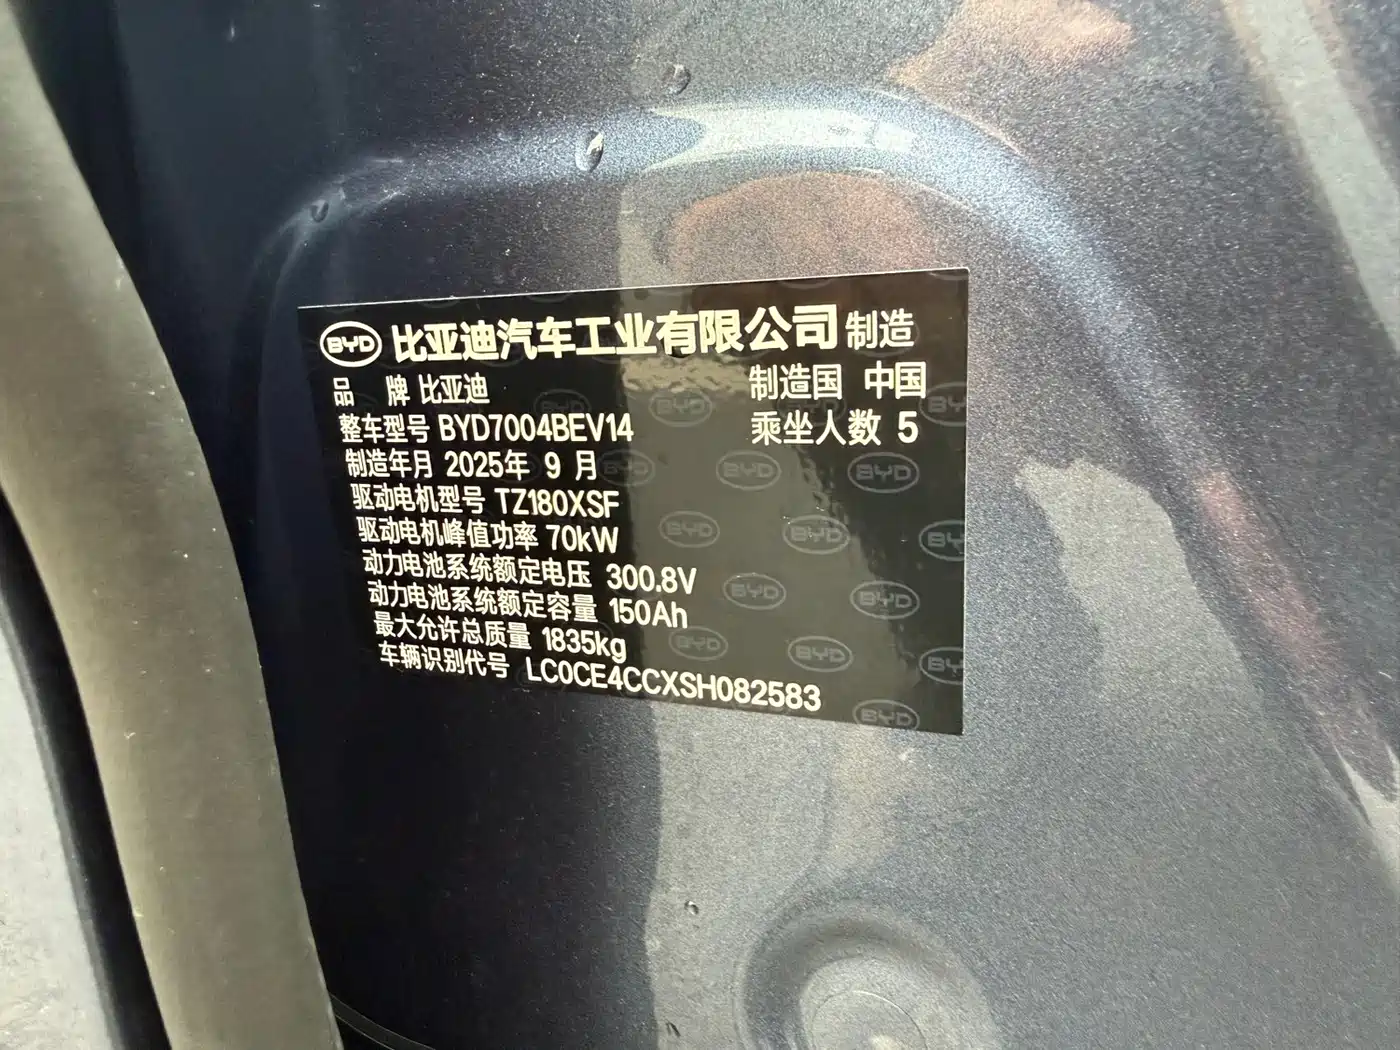 BYD 比亚迪汽车工业有限公司 制造
品 牌 比亚迪 制造国 中国
整车型号 BYD7004BEV14 乘坐人数 5
制造年月 2025年 9 月
驱动电机型号 TZ180XSF
驱动电机峰值功率 70kW
动力电池系统额定电压 300.8V
动力电池系统额定容量 150Ah
最大允许总质量 1835kg
车辆识别代号 LC0CE4CCXSH082583